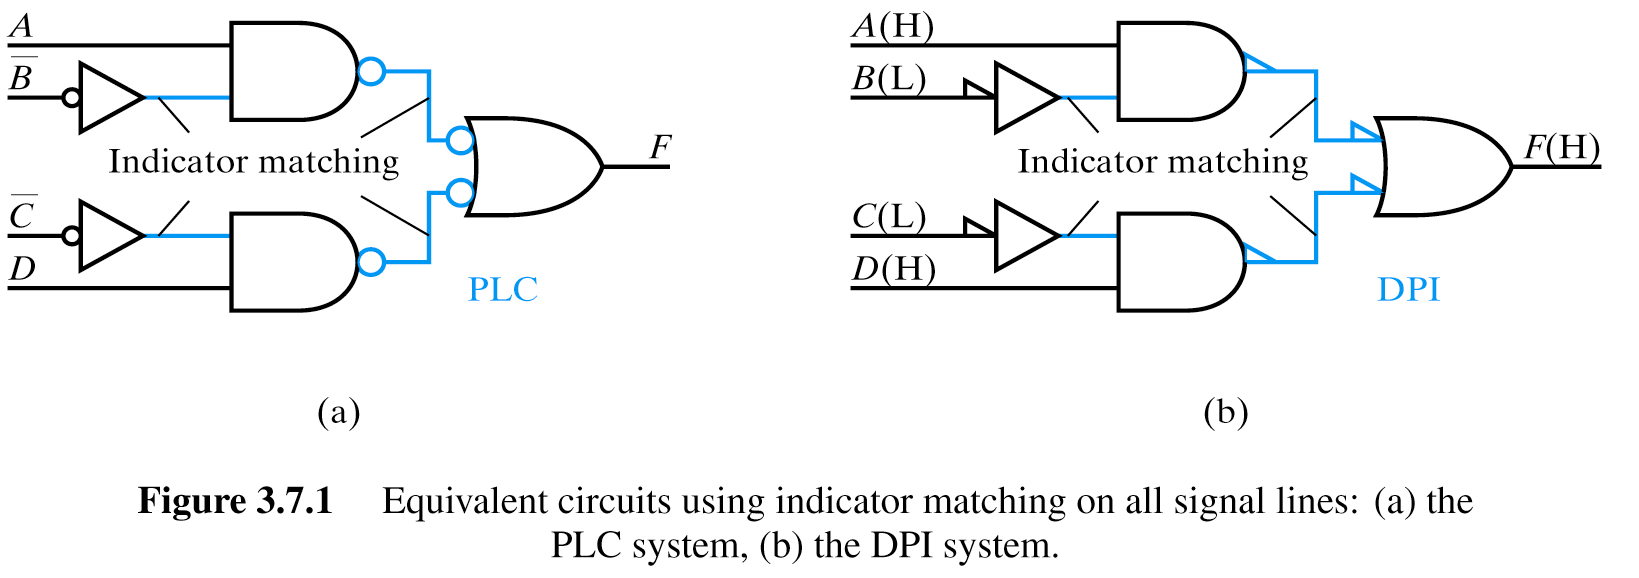 A
B̅
Indicator matching
C̅
D
F
PLC
(a)
A(H)
B(L)
Indicator matching
C(L)
D(H)
F(H)
DPI
(b)
Figure 3.7.1 Equivalent circuits using indicator matching on all signal lines: (a) the
PLC system, (b) the DPI system.